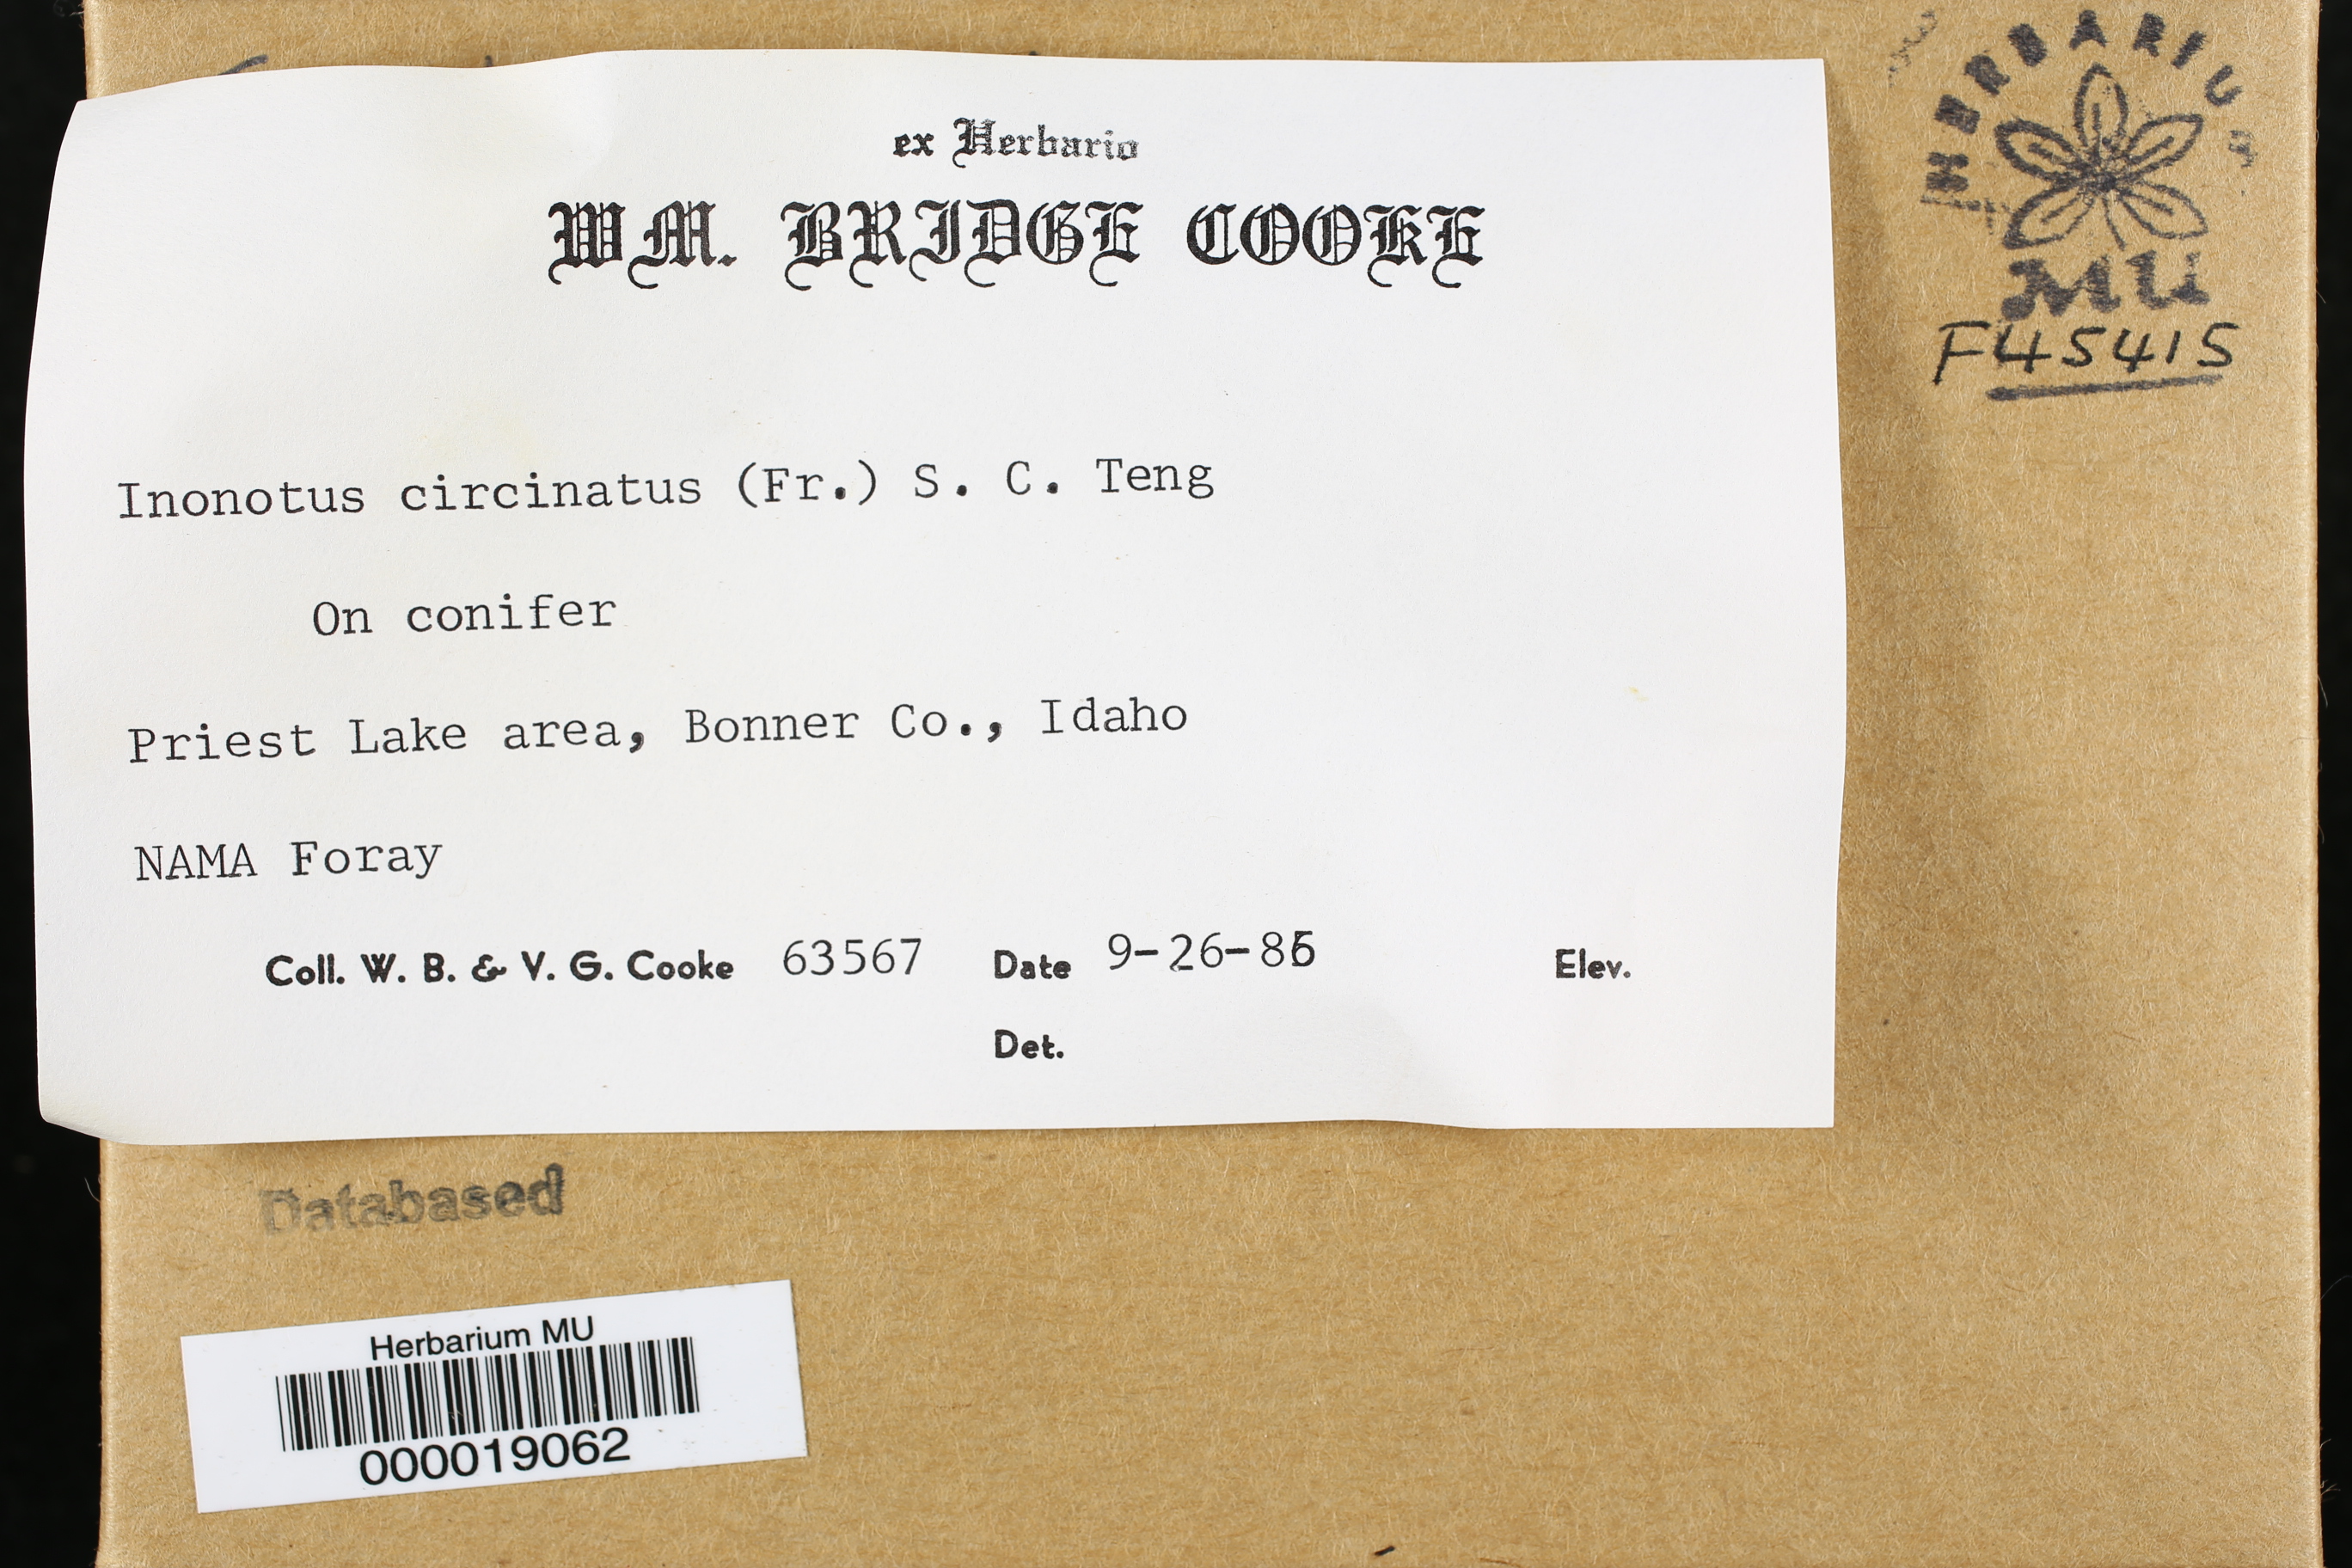 ex Herbario
WM. BRIDGE COOKE
Inonotus circinatus (Fr.) S. C. Teng
On conifer
Priest Lake area, Bonner Co., Idaho
NAMA Foray
Coll. W. B. & V. G. Cooke 63567 Date 9-26-86 Elev.
Det.
HERBARIUM
MU
F45415
Databased
Herbarium MU
000019062